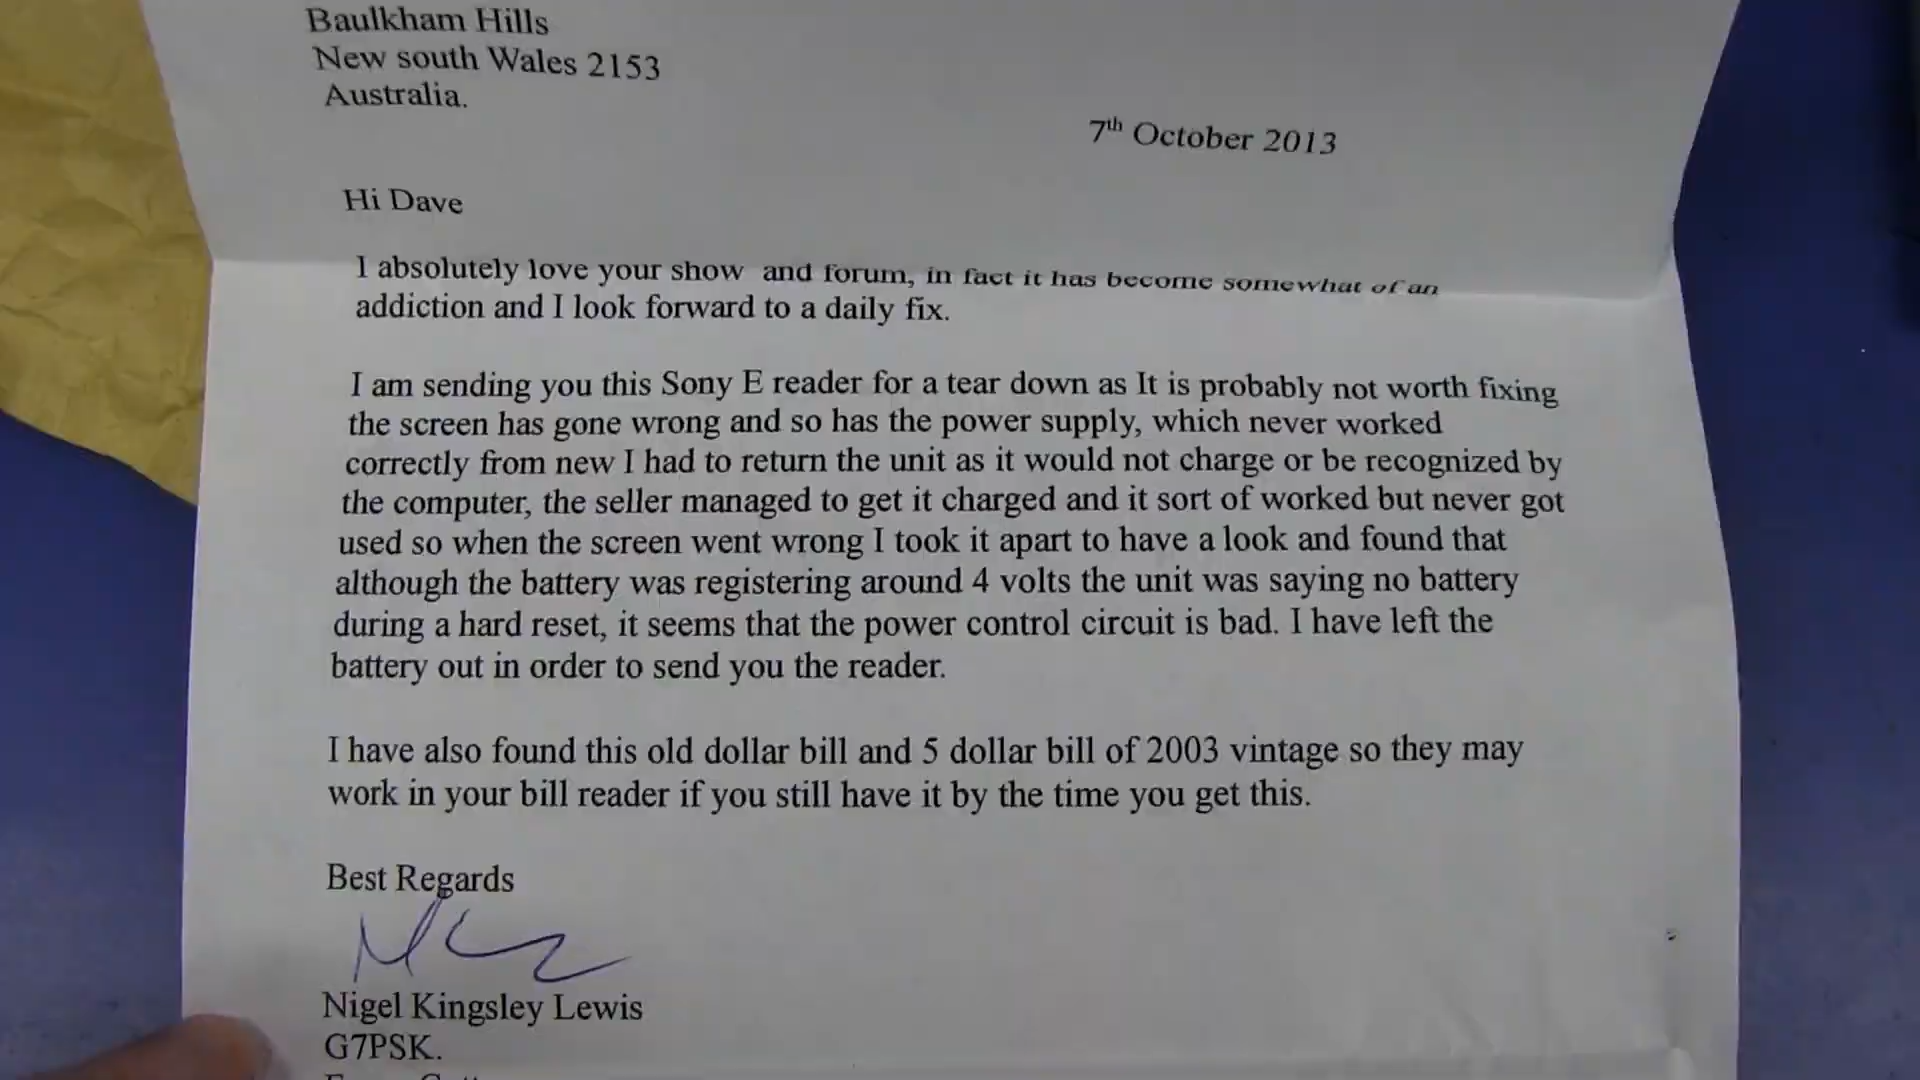 Baulkham Hills
New south Wales 2153
Australia.
7th October 2013
Hi Dave
I absolutely love your show and forum, in fact it has become somewhat of an
addiction and I look forward to a daily fix.
I am sending you this Sony E reader for a tear down as It is probably not worth fixing
the screen has gone wrong and so has the power supply, which never worked
correctly from new I had to return the unit as it would not charge or be recognized by
the computer, the seller managed to get it charged and it sort of worked but never got
used so when the screen went wrong I took it apart to have a look and found that
although the battery was registering around 4 volts the unit was saying no battery
during a hard reset, it seems that the power control circuit is bad. I have left the
battery out in order to send you the reader.
I have also found this old dollar bill and 5 dollar bill of 2003 vintage so they may
work in your bill reader if you still have it by the time you get this.
Best Regards
Nigel Kingsley Lewis
G7PSK.